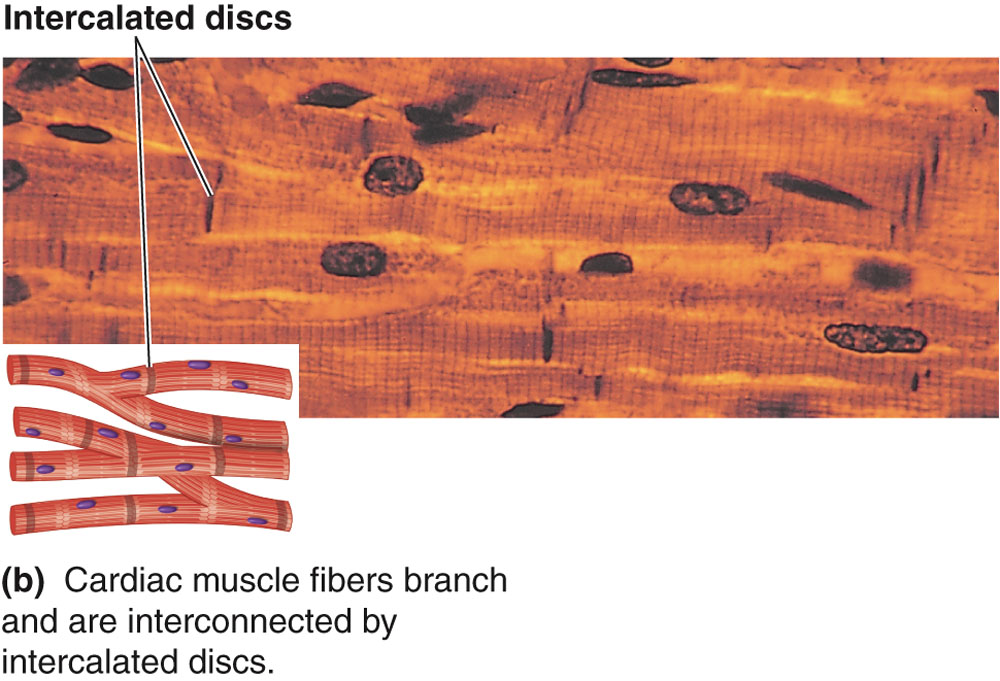 Intercalated discs
(b) Cardiac muscle fibers branch
and are interconnected by
intercalated discs.